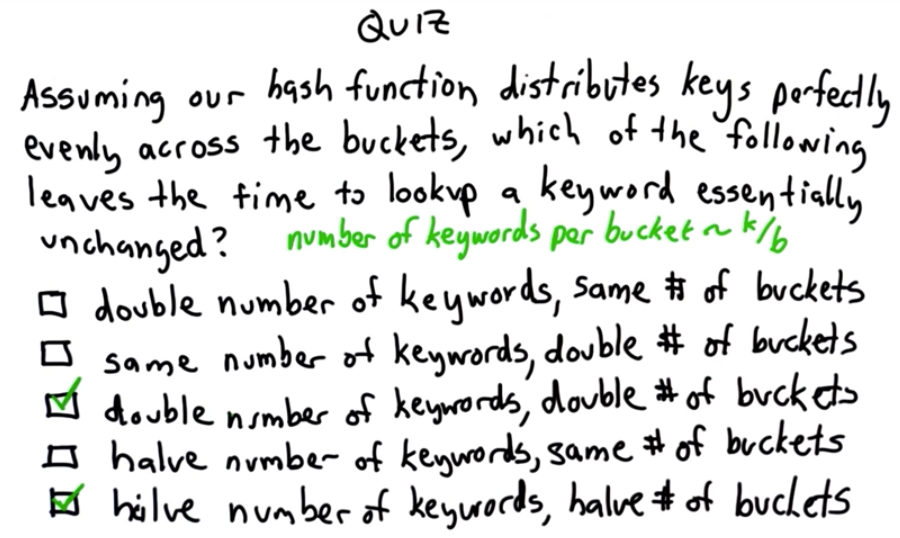 QUIZ
Assuming our hash function distributes keys perfectly
evenly across the buckets, which of the following
leaves the time to lookup a keyword essentially
unchanged? number of keywords per bucket ~ k/b
double number of keywords, same # of buckets
same number of keywords, double # of buckets
double number of keywords, double # of buckets
halve number of keywords, same # of buckets
halve number of keywords, halve # of buckets